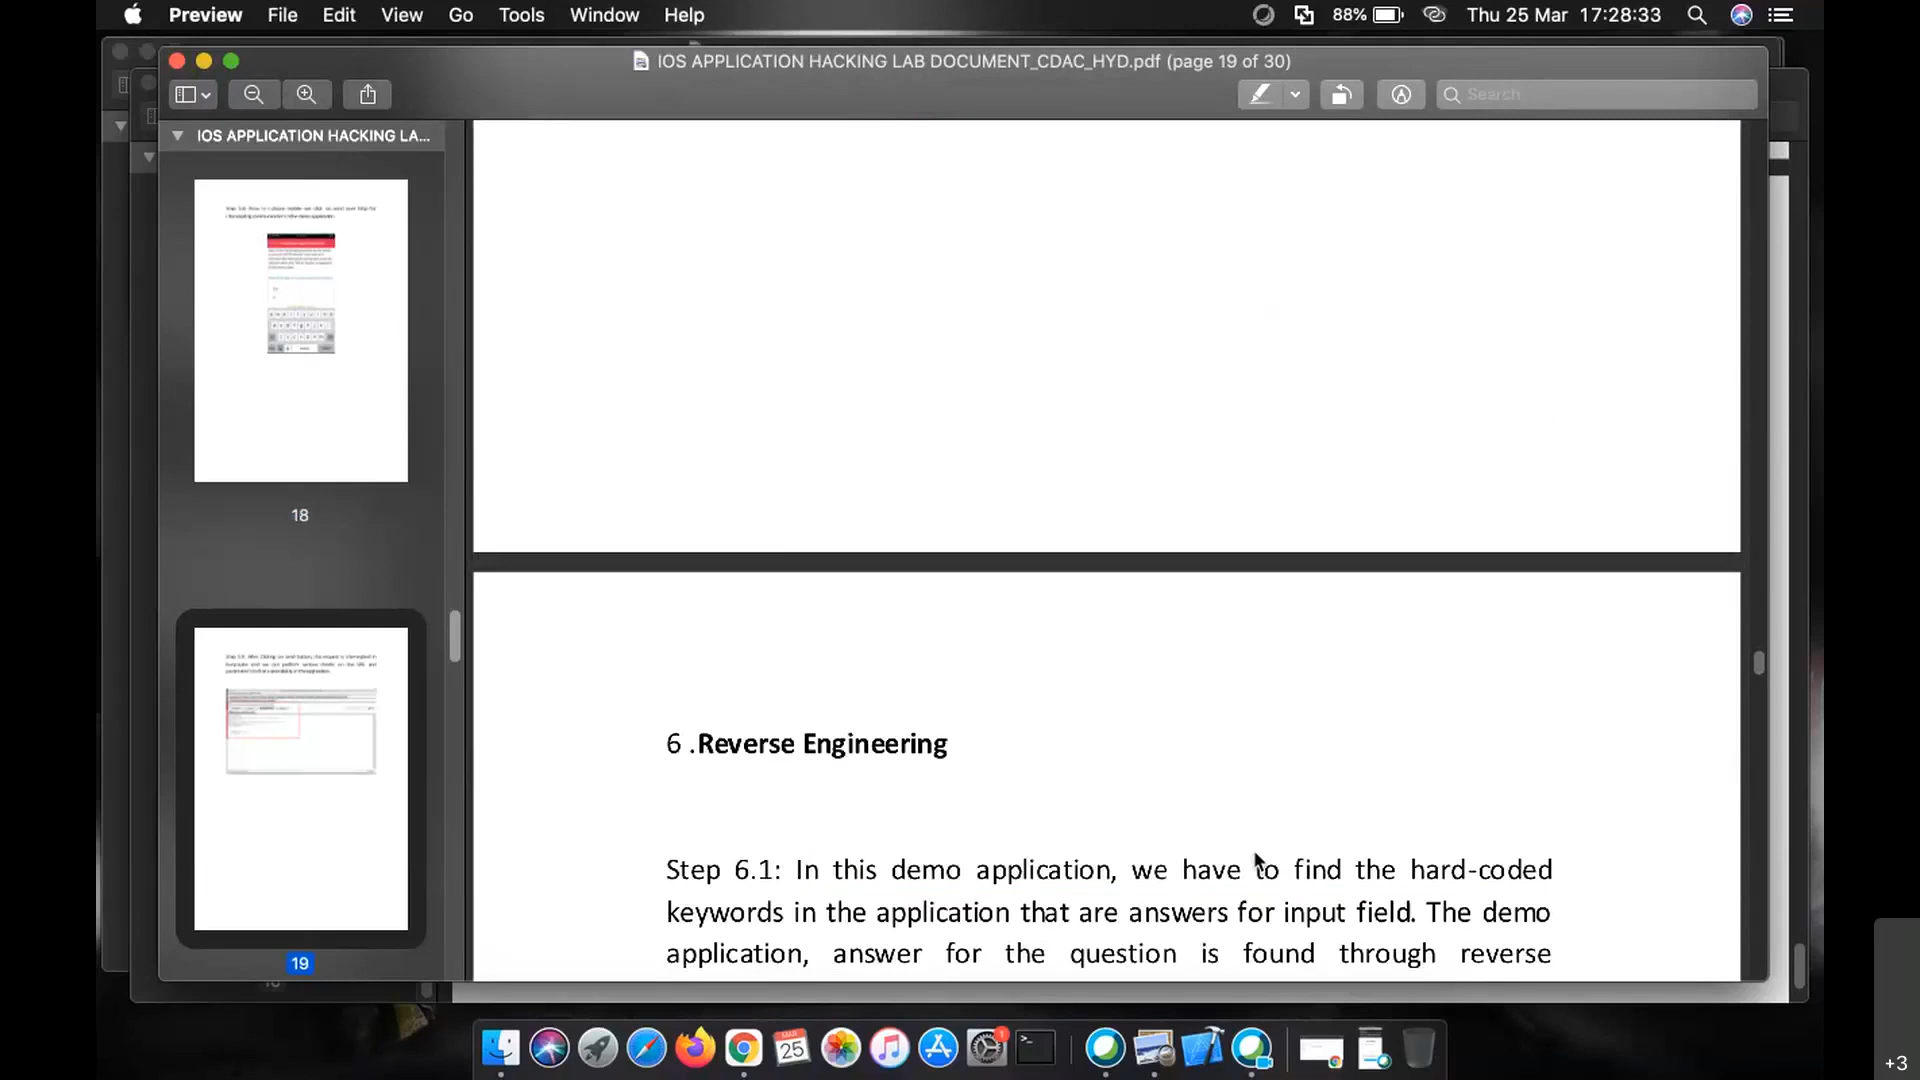 Preview File Edit View Go Tools Window Help 88% Thu 25 Mar 17:28:33
IOS APPLICATION HACKING LAB DOCUMENT_CDAC_HYD.pdf (page 19 of 30)
Search
IOS APPLICATION HACKING LA...
18
19
6 .Reverse Engineering
Step 6.1: In this demo application, we have to find the hard-coded
keywords in the application that are answers for input field. The demo
application, answer for the question is found through reverse
MAR
25
1
+3